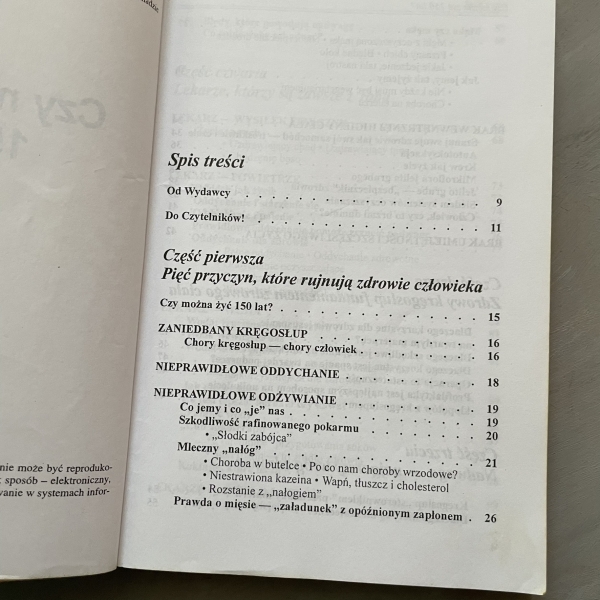 Spis treści
Od Wydawcy . . . . . . . . . . . . . . . . . 9
Do Czytelników! . . . . . . . . . . . . . . . . 11
Część pierwsza
Pięć przyczyn, które rujnują zdrowie człowieka
Czy można żyć 150 lat? . . . . . . . . . . . . . 15
ZANIEDBANY KRĘGOSŁUP . . . . . . . . . . . 16
Chory kręgosłup — chory człowiek . . . . . . . . . 16
NIEPRAWIDŁOWE ODDYCHANIE . . . . . . . . . 18
NIEPRAWIDŁOWE ODŻYWIANIE . . . . . . . . . 19
Co jemy i co „je” nas . . . . . . . . . . . . . 19
Szkodliwość rafinowanego pokarmu . . . . . . . . 20
• „Słodki zabójca”
Mleczny „nałóg” . . . . . . . . . . . . . . 21
• Choroba w butelce • Po co nam choroby wrzodowe?
• Niestrawiona kazeina • Wapń, tłuszcz i cholesterol
• Rozstanie z „nałogiem”
Prawda o mięsie — „załadunek” z opóźnionym zapłonem . 26
nie może być reproduko-
sposób – elektroniczny,
wanie w systemach infor-